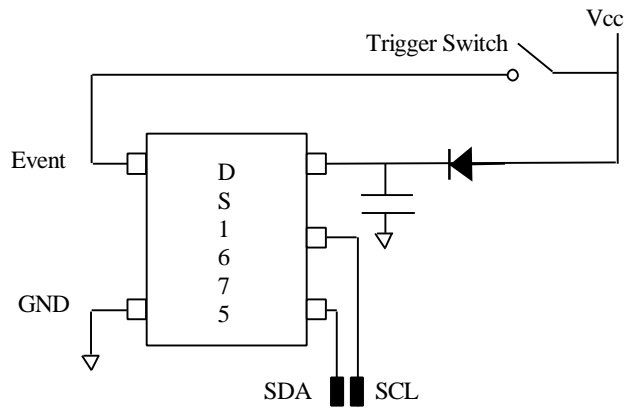 Vcc
Trigger Switch
Event
D
S
1
6
7
5
GND
SDA
SCL